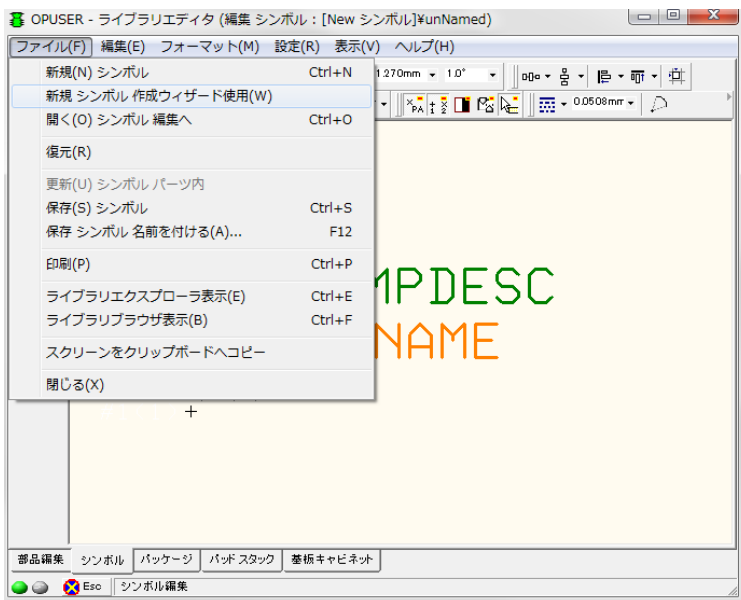 OPUSER - ライブラリエディタ (編集 シンボル : [New シンボル]¥unNamed)
ファイル(F) 編集(E) フォーマット(M) 設定(R) 表示(V) ヘルプ(H)
新規(N) シンボル Ctrl+N
1.270mm 1.0°
新規 シンボル 作成ウィザード使用(W)
0.0508mm
開く(O) シンボル 編集へ Ctrl+O
復元(R)
更新(U) シンボル パーツ内
保存(S) シンボル Ctrl+S
保存 シンボル 名前を付ける(A)... F12
印刷(P) Ctrl+P
MPDESC
ライブラリエクスプローラ表示(E) Ctrl+E
ライブラリブラウザ表示(B) Ctrl+F
NAME
スクリーンをクリップボードへコピー
閉じる(X)
部品編集 シンボル パッケージ パッド スタック 基板キャビネット
Esc シンボル編集